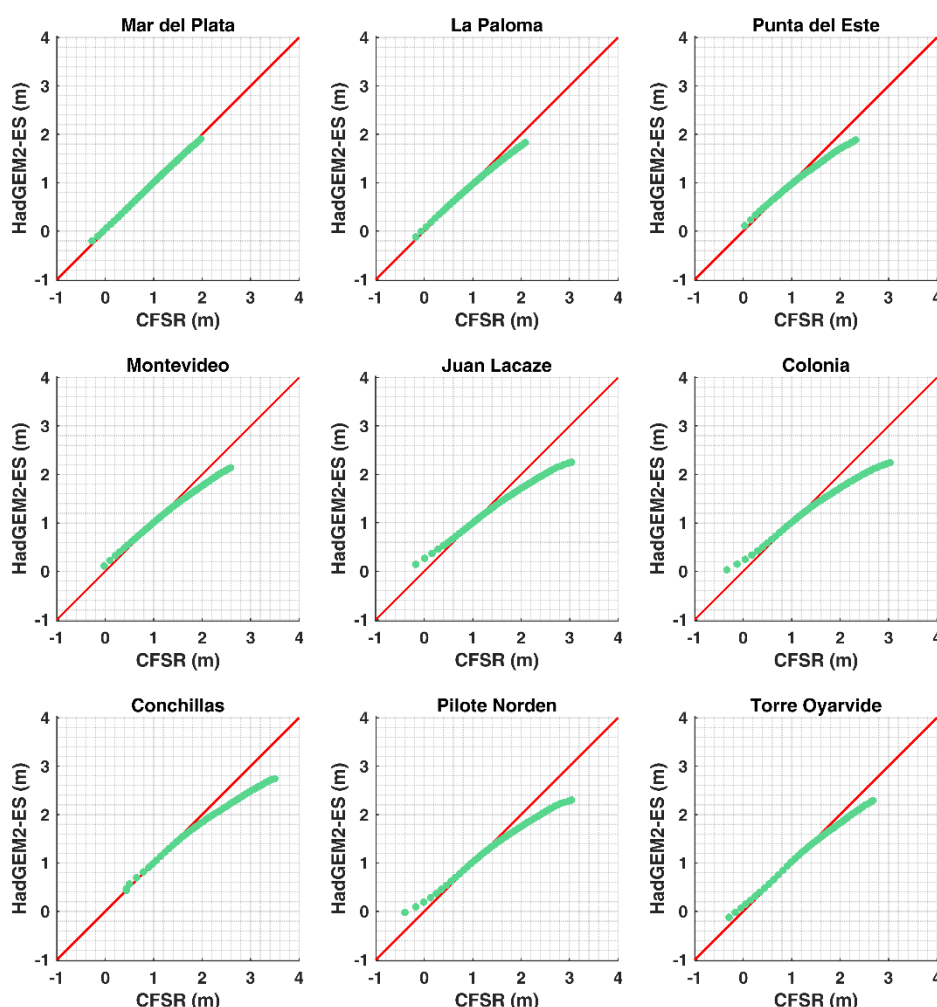 Mar del Plata
4
3
2
1
0
-1
HadGEM2-ES (m)
-1 0 1 2 3 4
CFSR (m)
La Paloma
4
3
2
1
0
-1
HadGEM2-ES (m)
-1 0 1 2 3 4
CFSR (m)
Punta del Este
4
3
2
1
0
-1
HadGEM2-ES (m)
-1 0 1 2 3 4
CFSR (m)
Montevideo
4
3
2
1
0
-1
HadGEM2-ES (m)
-1 0 1 2 3 4
CFSR (m)
Juan Lacaze
4
3
2
1
0
-1
HadGEM2-ES (m)
-1 0 1 2 3 4
CFSR (m)
Colonia
4
3
2
1
0
-1
HadGEM2-ES (m)
-1 0 1 2 3 4
CFSR (m)
Conchillas
4
3
2
1
0
-1
HadGEM2-ES (m)
-1 0 1 2 3 4
CFSR (m)
Pilote Norden
4
3
2
1
0
-1
HadGEM2-ES (m)
-1 0 1 2 3 4
CFSR (m)
Torre Oyarvide
4
3
2
1
0
-1
HadGEM2-ES (m)
-1 0 1 2 3 4
CFSR (m)